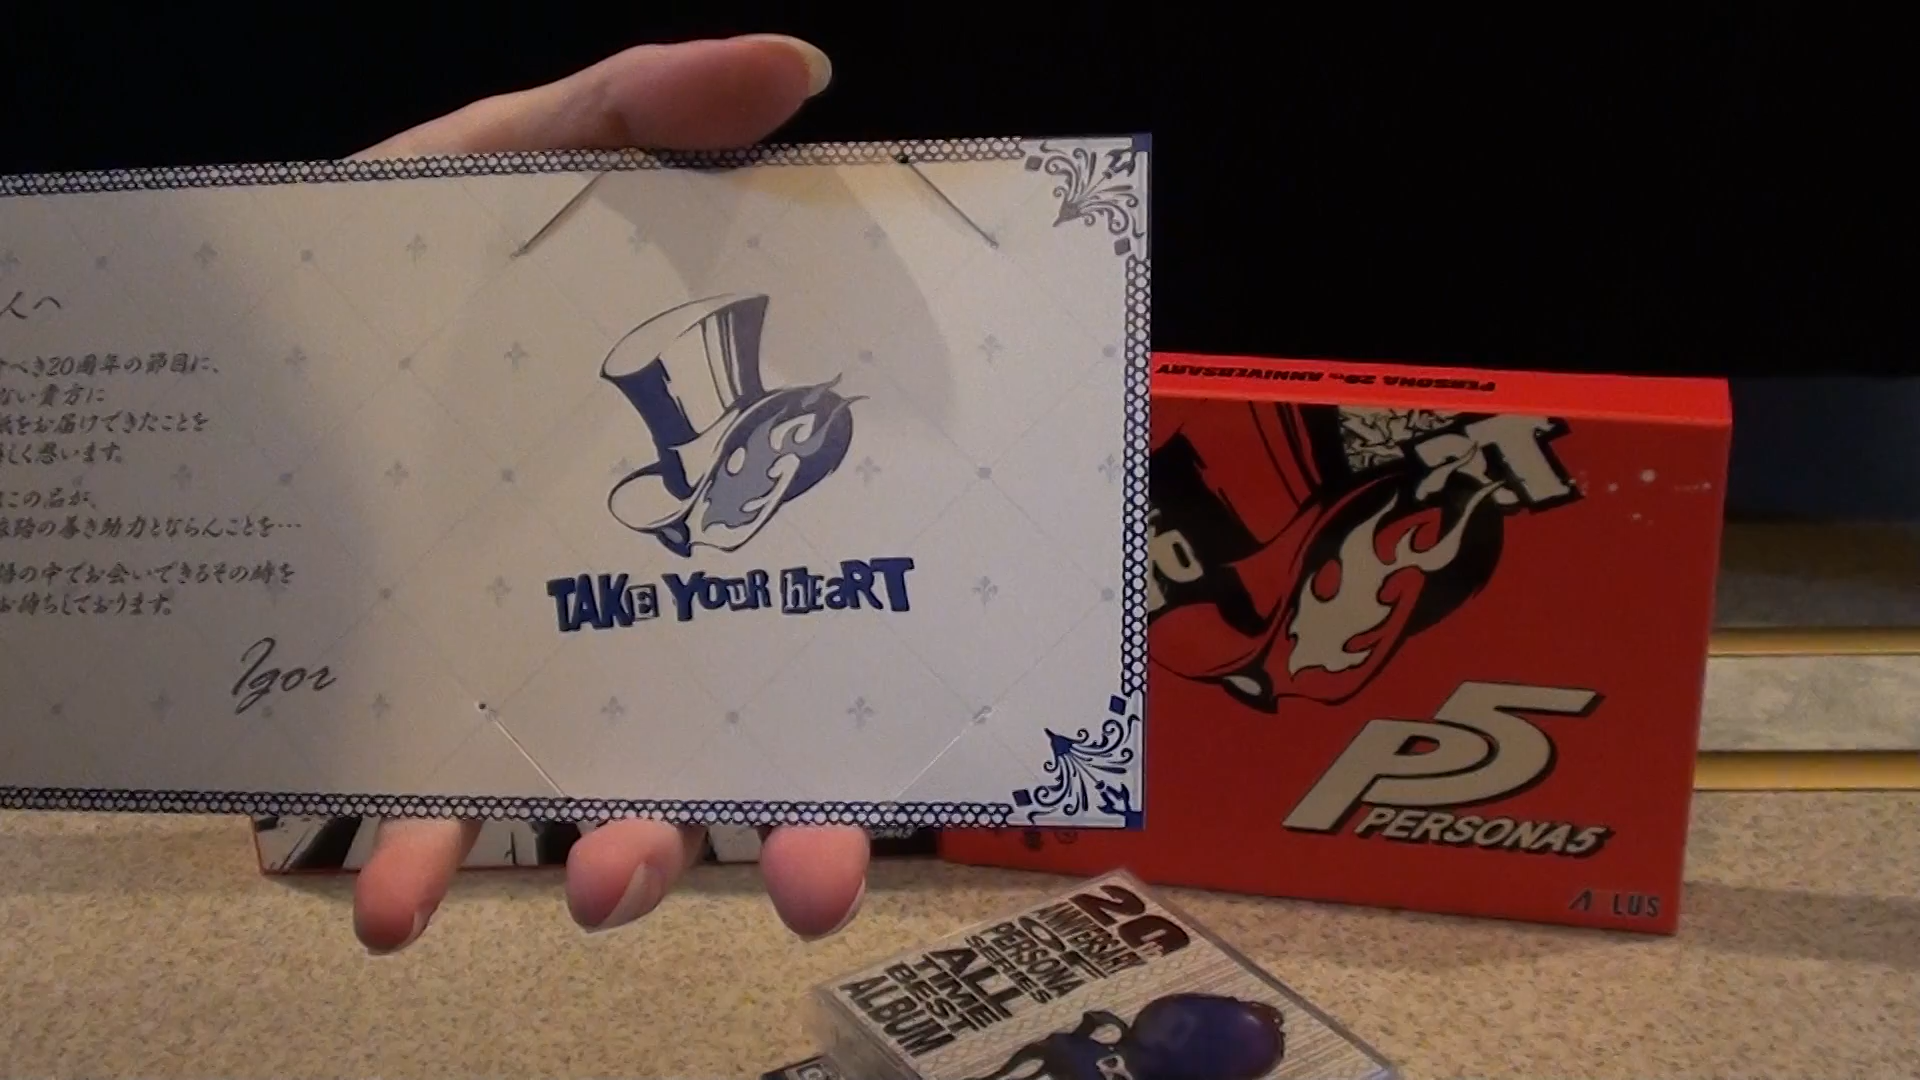 人へ
べき20周年の節目に、
ない貴方に
紙をお届けできたことを
しく思います。
この品が、
旅路の善き助力とならんことを…
の中でお会いできるその時を
お待ちしております。
Igor
TAKE YOUR HEART
PERSONA 20th ANNIVERSARY
RT
P5
PERSONA5
ATLUS
PERSONA5
20th
ANNIVERSARY
OF
PERSONA
SERIES
ALL
TIME
BEST
ALBUM